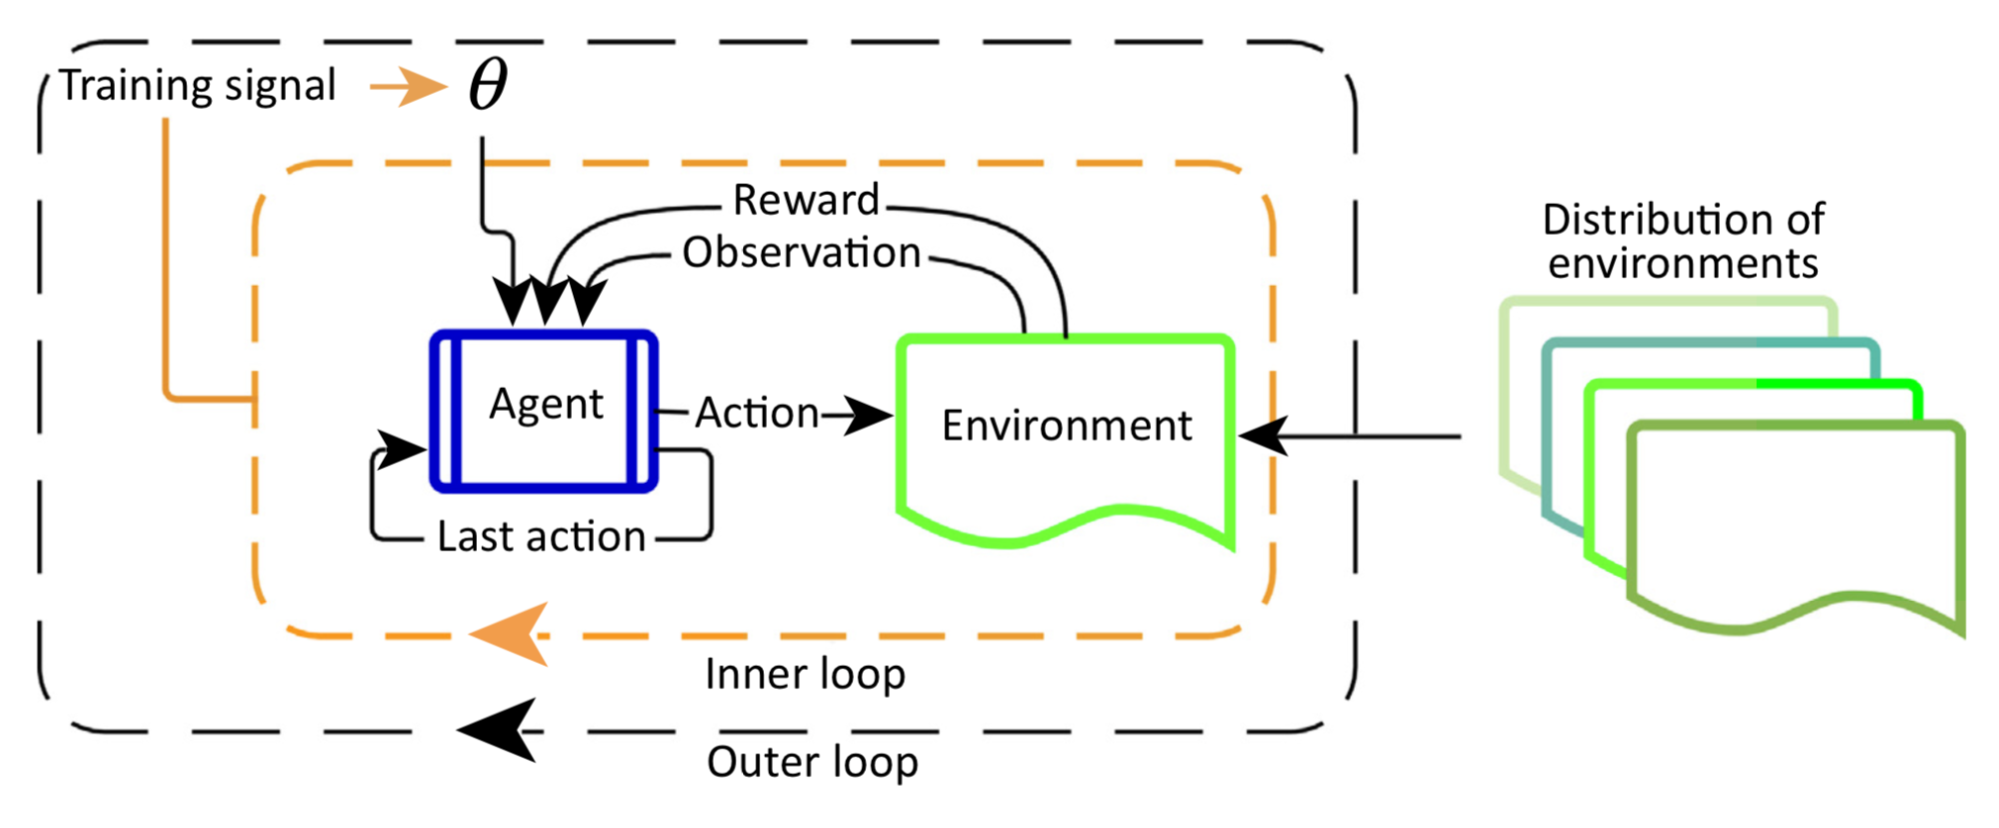 Training signal
θ
Reward
Observation
Distribution of
environments
Agent
Action
Environment
Last action
Inner loop
Outer loop